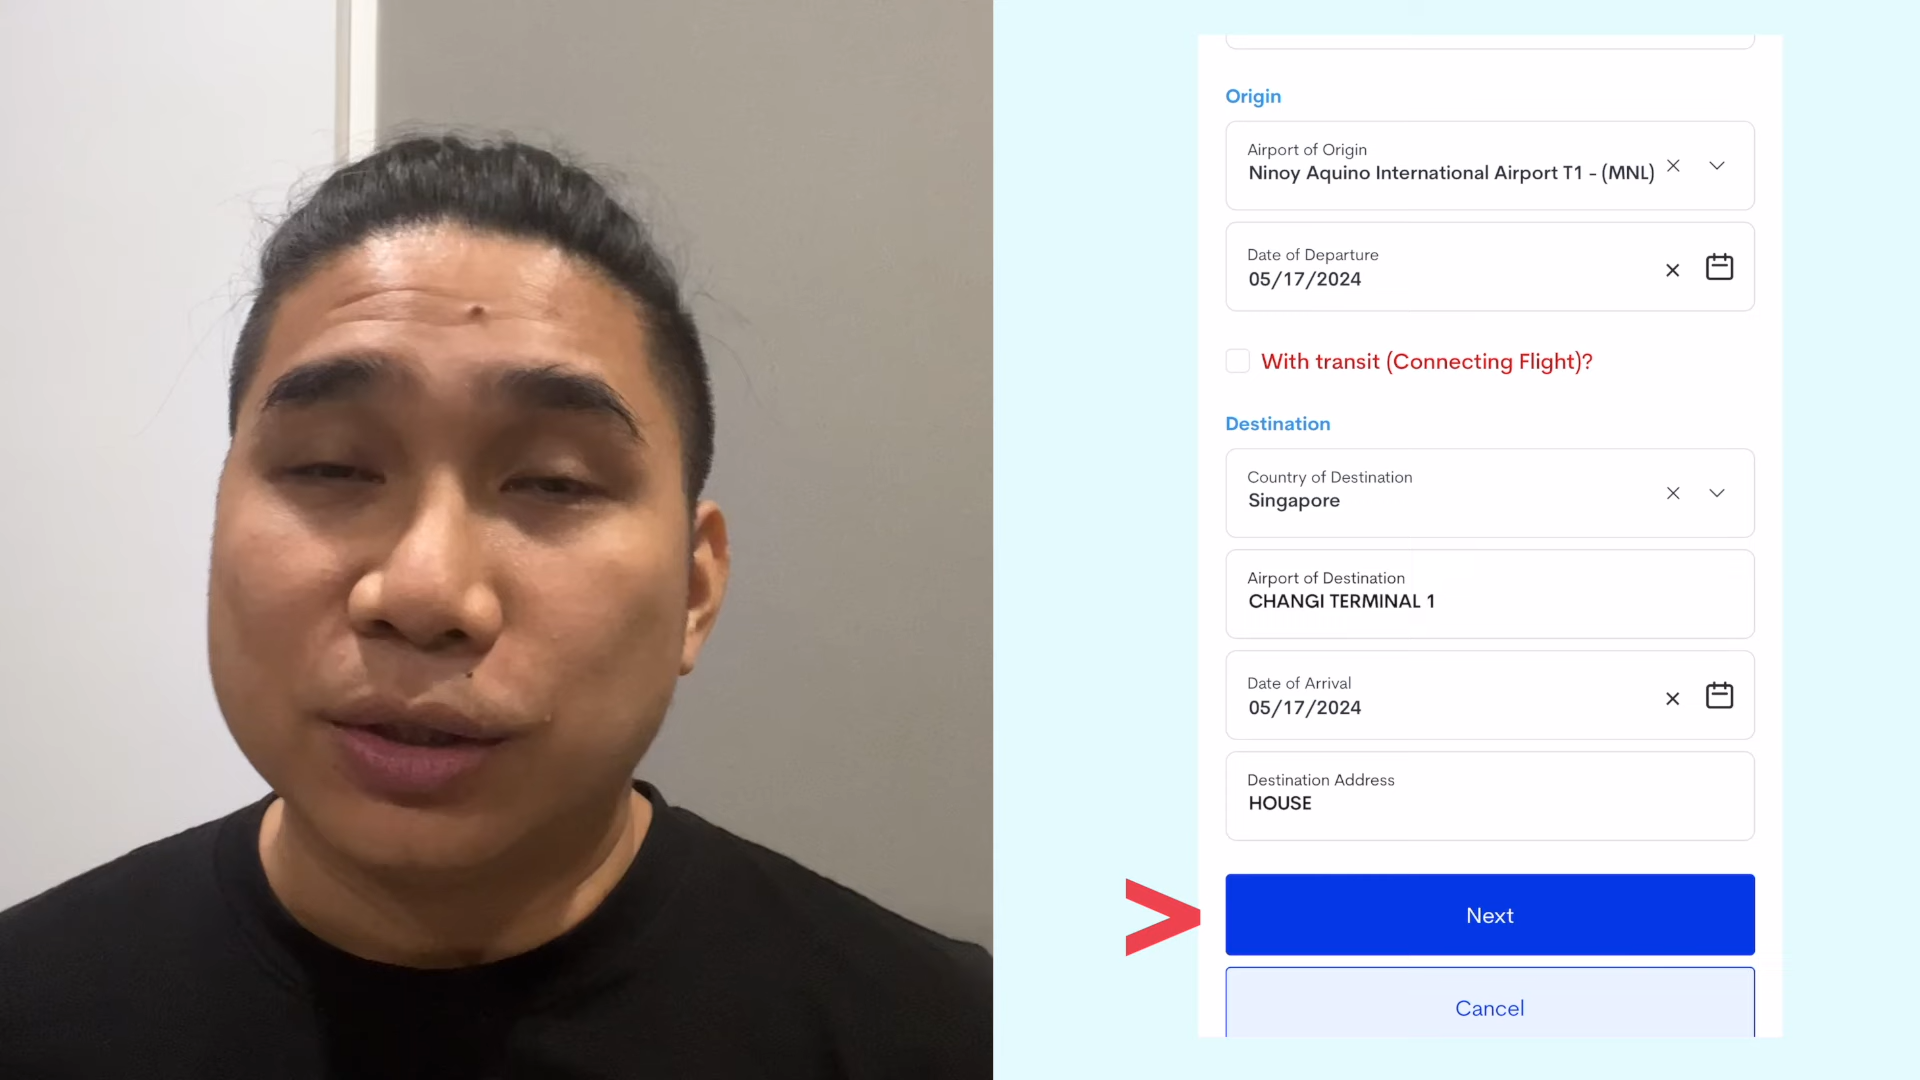 Origin
Airport of Origin
Ninoy Aquino International Airport T1 - (MNL)
Date of Departure
05/17/2024
With transit (Connecting Flight)?
Destination
Country of Destination
Singapore
Airport of Destination
CHANGI TERMINAL 1
Date of Arrival
05/17/2024
Destination Address
HOUSE
Next
Cancel